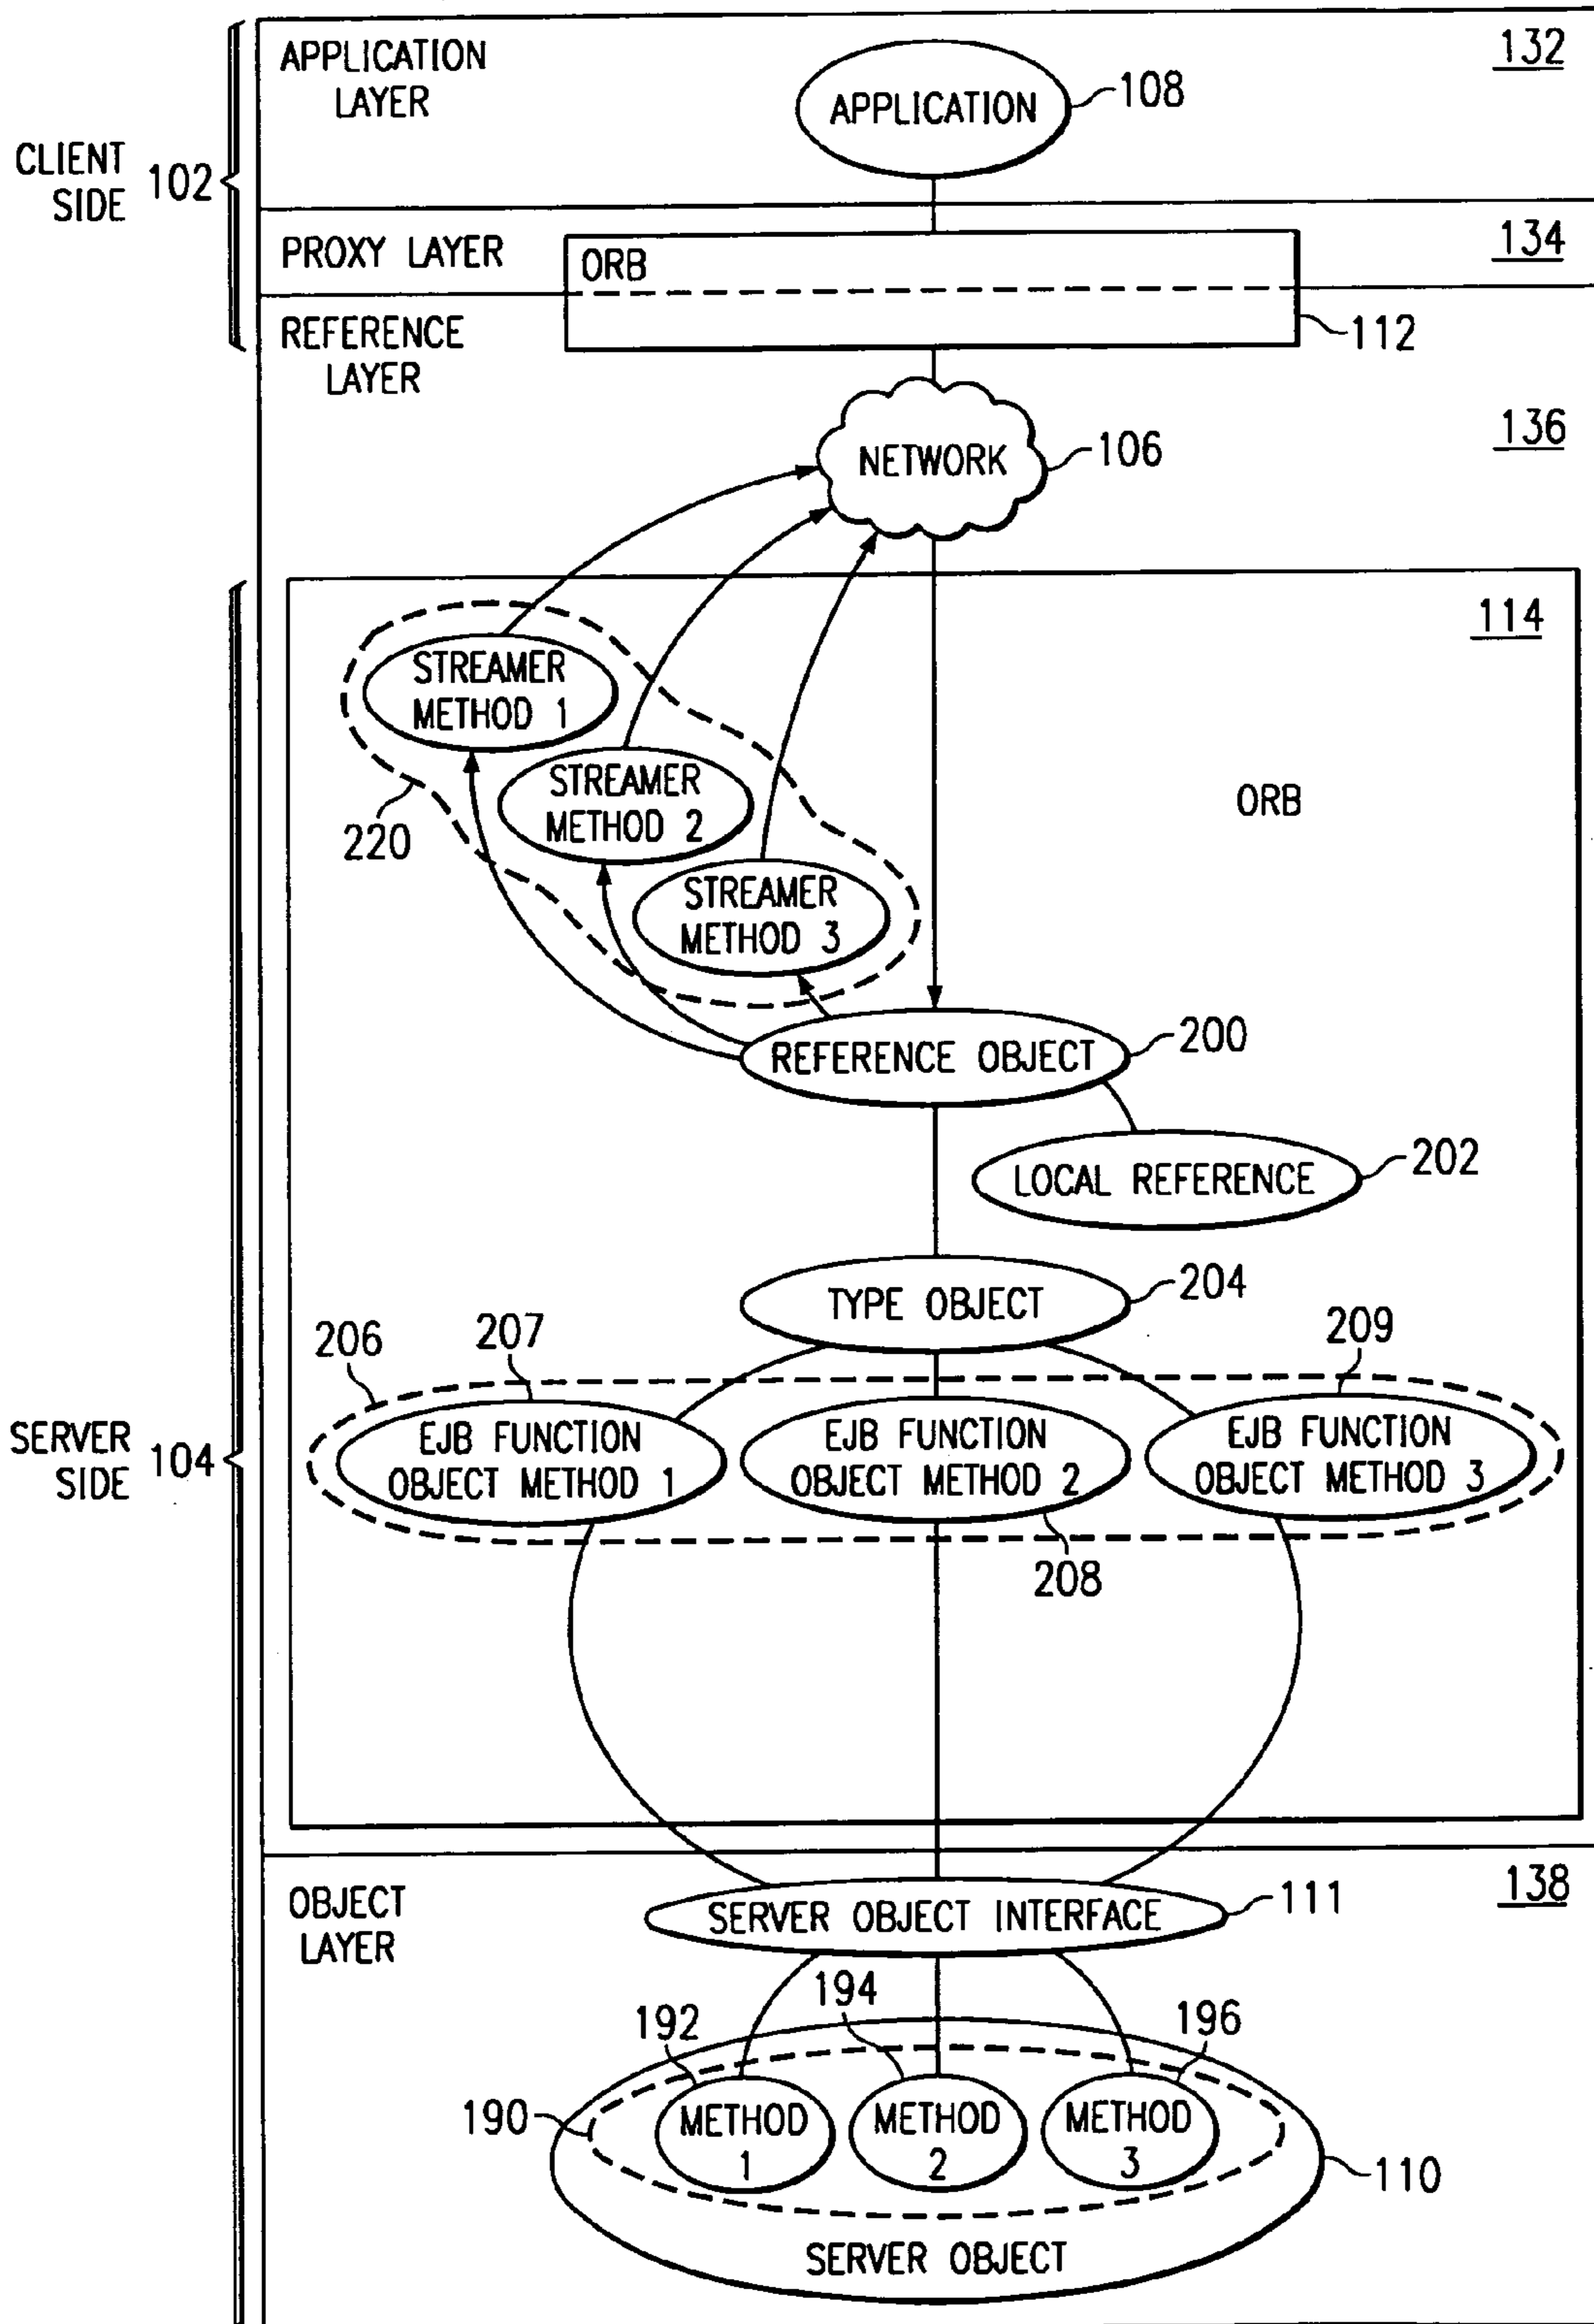 APPLICATION
LAYER
132
APPLICATION
108
CLIENT
SIDE
102
PROXY LAYER
134
ORB
REFERENCE
LAYER
112
136
NETWORK
106
114
STREAMER
METHOD 1
STREAMER
METHOD 2
220
ORB
STREAMER
METHOD 3
REFERENCE OBJECT
200
LOCAL REFERENCE
202
TYPE OBJECT
204
206
207
209
SERVER
SIDE
104
EJB FUNCTION
OBJECT METHOD 1
EJB FUNCTION
OBJECT METHOD 2
EJB FUNCTION
OBJECT METHOD 3
208
OBJECT
LAYER
138
SERVER OBJECT INTERFACE
111
192
194
196
190
METHOD
1
METHOD
2
METHOD
3
110
SERVER OBJECT